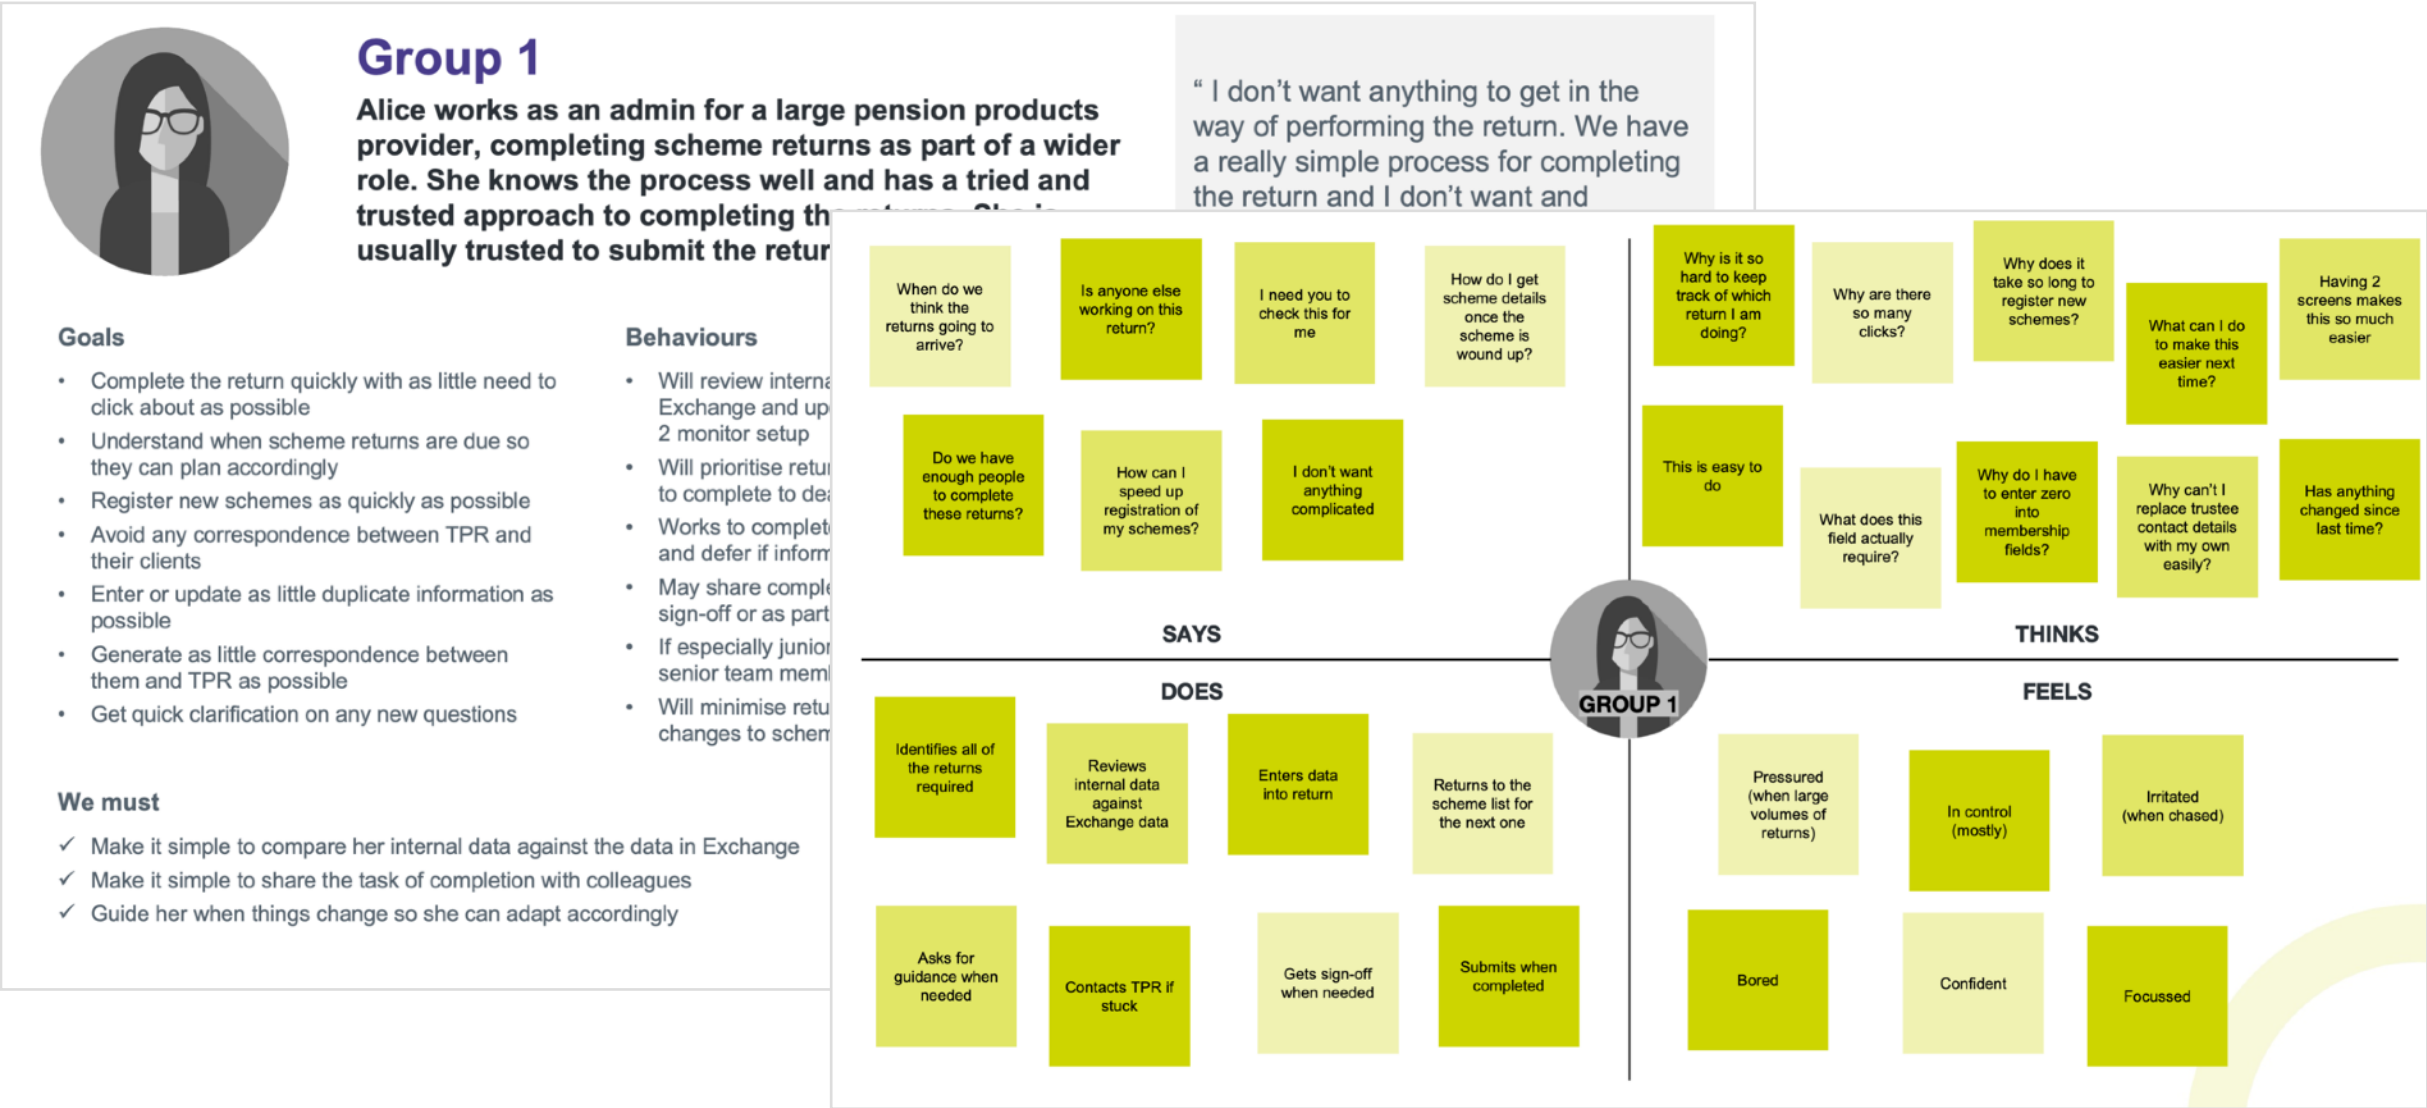 Group 1
Alice works as an admin for a large pension products
provider, completing scheme returns as part of a wider
role. She knows the process well and has a tried and
trusted approach to completing the returns. She is
usually trusted to submit the
“ I don’t want anything to get in the
way of performing the return. We have
a really simple process for completing
the return and I don’t want and
Goals
• Complete the return quickly with as little need to
click about as possible
• Understand when scheme returns are due so
they can plan accordingly
• Register new schemes as quickly as possible
• Avoid any correspondence between TPR and
their clients
• Enter or update as little duplicate information as
possible
• Generate as little correspondence between
them and TPR as possible
• Get quick clarification on any new questions
Behaviours
• Will review
Exchange and
2 monitor setup
• Will prioritise
to complete to
• Works to
and defer if
• May share
sign-off or as part
• If especially junior
senior team
• Will minimise
changes to
We must
✓ Make it simple to compare her internal data against the data in Exchange
✓ Make it simple to share the task of completion with colleagues
✓ Guide her when things change so she can adapt accordingly
When do we
think the
returns going to
arrive?
Is anyone else
working on this
return?
I need you to
check this for
me
How do I get
scheme details
once the
scheme is
wound up?
Do we have
enough people
to complete
these returns?
How can I
speed up
registration of
my schemes?
I don’t want
anything
complicated
SAYS
Why is it so
hard to keep
track of which
return I am
doing?
Why are there
so many
clicks?
Why does it
take so long to
register new
schemes?
What can I do
to make this
easier next
time?
Having 2
screens makes
this so much
easier
This is easy to
do
What does this
field actually
require?
Why do I have
to enter zero
into
membership
fields?
Why can’t I
replace trustee
contact details
with my own
easily?
Has anything
changed since
last time?
THINKS
GROUP 1
DOES
Identifies all of
the returns
required
Reviews
internal data
against
Exchange data
Enters data
into return
Returns to the
scheme list for
the next one
Asks for
guidance when
needed
Contacts TPR if
stuck
Gets sign-off
when needed
Submits when
completed
FEELS
Pressured
(when large
volumes of
returns)
In control
(mostly)
Irritated
(when chased)
Bored
Confident
Focussed